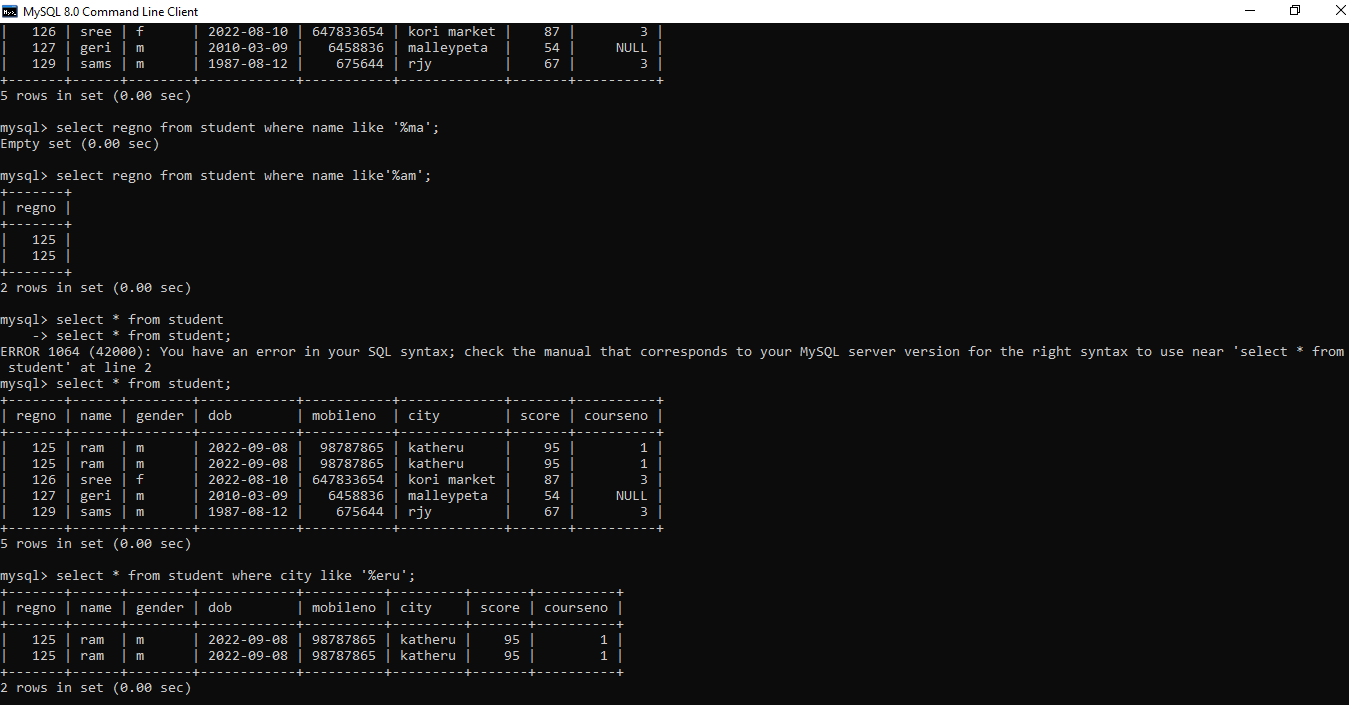 MySQL 8.0 Command Line Client
|   126 | sree | f      | 2022-08-10 | 647833654 | kori market |    87 |        3 |
|   127 | geri | m      | 2010-03-09 |   6458836 | malleypeta  |    54 |     NULL |
|   129 | sams | m      | 1987-08-12 |    675644 | rjy         |    67 |        3 |
+-------+------+--------+------------+-----------+-------------+-------+----------+
5 rows in set (0.00 sec)
mysql> select regno from student where name like '%ma';
Empty set (0.00 sec)
mysql> select regno from student where name like'%am';
+-------+
| regno |
+-------+
|   125 |
|   125 |
+-------+
2 rows in set (0.00 sec)
mysql> select * from student
    -> select * from student;
ERROR 1064 (42000): You have an error in your SQL syntax; check the manual that corresponds to your MySQL server version for the right syntax to use near 'select * from
 student' at line 2
mysql> select * from student;
+-------+------+--------+------------+-----------+-------------+-------+----------+
| regno | name | gender | dob        | mobileno  | city        | score | courseno |
+-------+------+--------+------------+-----------+-------------+-------+----------+
|   125 | ram  | m      | 2022-09-08 |  98787865 | katheru     |    95 |        1 |
|   125 | ram  | m      | 2022-09-08 |  98787865 | katheru     |    95 |        1 |
|   126 | sree | f      | 2022-08-10 | 647833654 | kori market |    87 |        3 |
|   127 | geri | m      | 2010-03-09 |   6458836 | malleypeta  |    54 |     NULL |
|   129 | sams | m      | 1987-08-12 |    675644 | rjy         |    67 |        3 |
+-------+------+--------+------------+-----------+-------------+-------+----------+
5 rows in set (0.00 sec)
mysql> select * from student where city like '%eru';
+-------+------+--------+------------+----------+---------+-------+----------+
| regno | name | gender | dob        | mobileno | city    | score | courseno |
+-------+------+--------+------------+----------+---------+-------+----------+
|   125 | ram  | m      | 2022-09-08 | 98787865 | katheru |    95 |        1 |
|   125 | ram  | m      | 2022-09-08 | 98787865 | katheru |    95 |        1 |
+-------+------+--------+------------+----------+---------+-------+----------+
2 rows in set (0.00 sec)